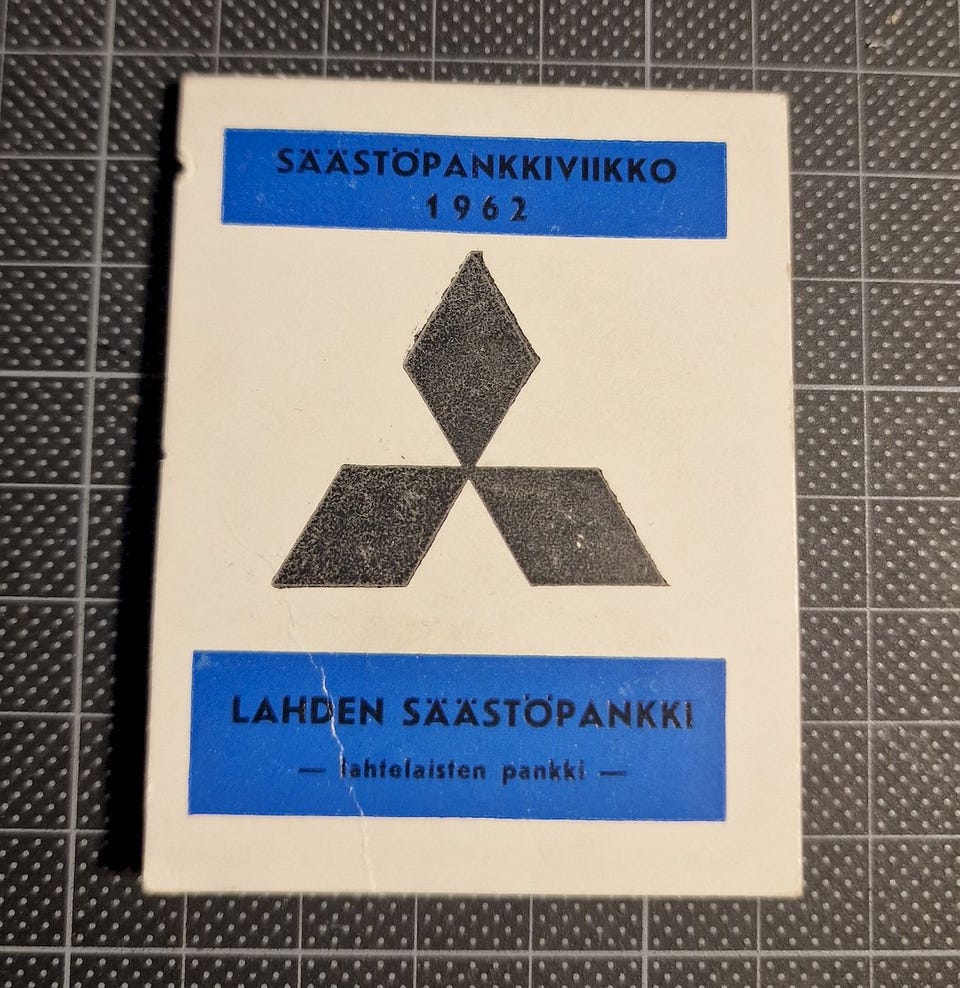 SÄÄSTÖPANKKIVIIKKO
1962
LAHDEN SÄÄSTÖPANKKI
— lahtelaisten pankki —